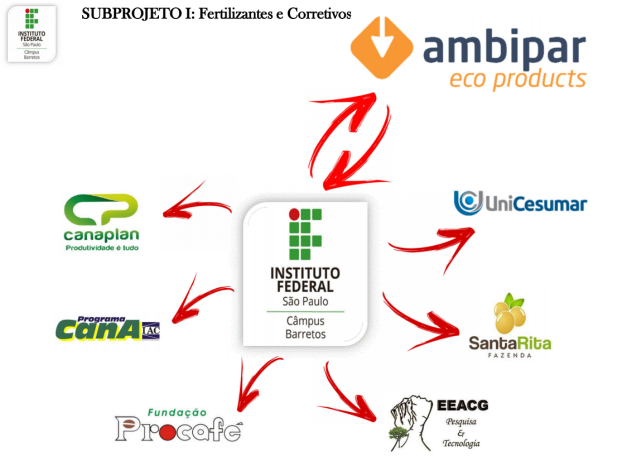 SUBPROJETO I: Fertilizantes e Corretivos
INSTITUTO
FEDERAL
São Paulo
Câmpus
Barretos
ambipar
eco products
canaplan
Produtividade é tudo
UniCesumar
INSTITUTO
FEDERAL
São Paulo
Câmpus
Barretos
Programa
CanA IAC
SantaRita
FAZENDA
Fundação
Procafé
EEACG
Pesquisa
&
Tecnologia